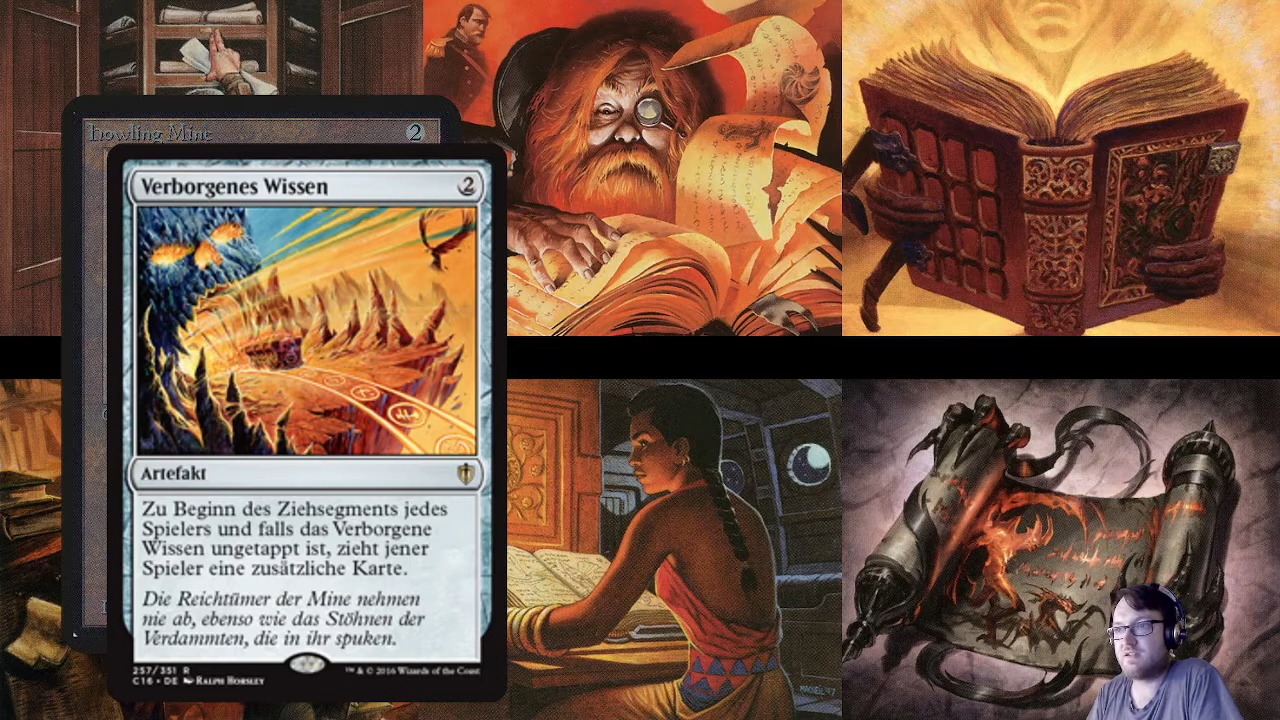 Howling Mine 2
Verborgenes Wissen 2
Artefakt
Zu Beginn des Ziehsegments jedes
Spielers und falls das Verborgene
Wissen ungetappt ist, zieht jener
Spieler eine zusätzliche Karte.
Die Reichtümer der Mine nehmen
nie ab, ebenso wie das Stöhnen der
Verdammten, die in ihr spuken.
257/351 R
C16 • DE RALPH HORSLEY
™ & © 2016 Wizards of the Coast